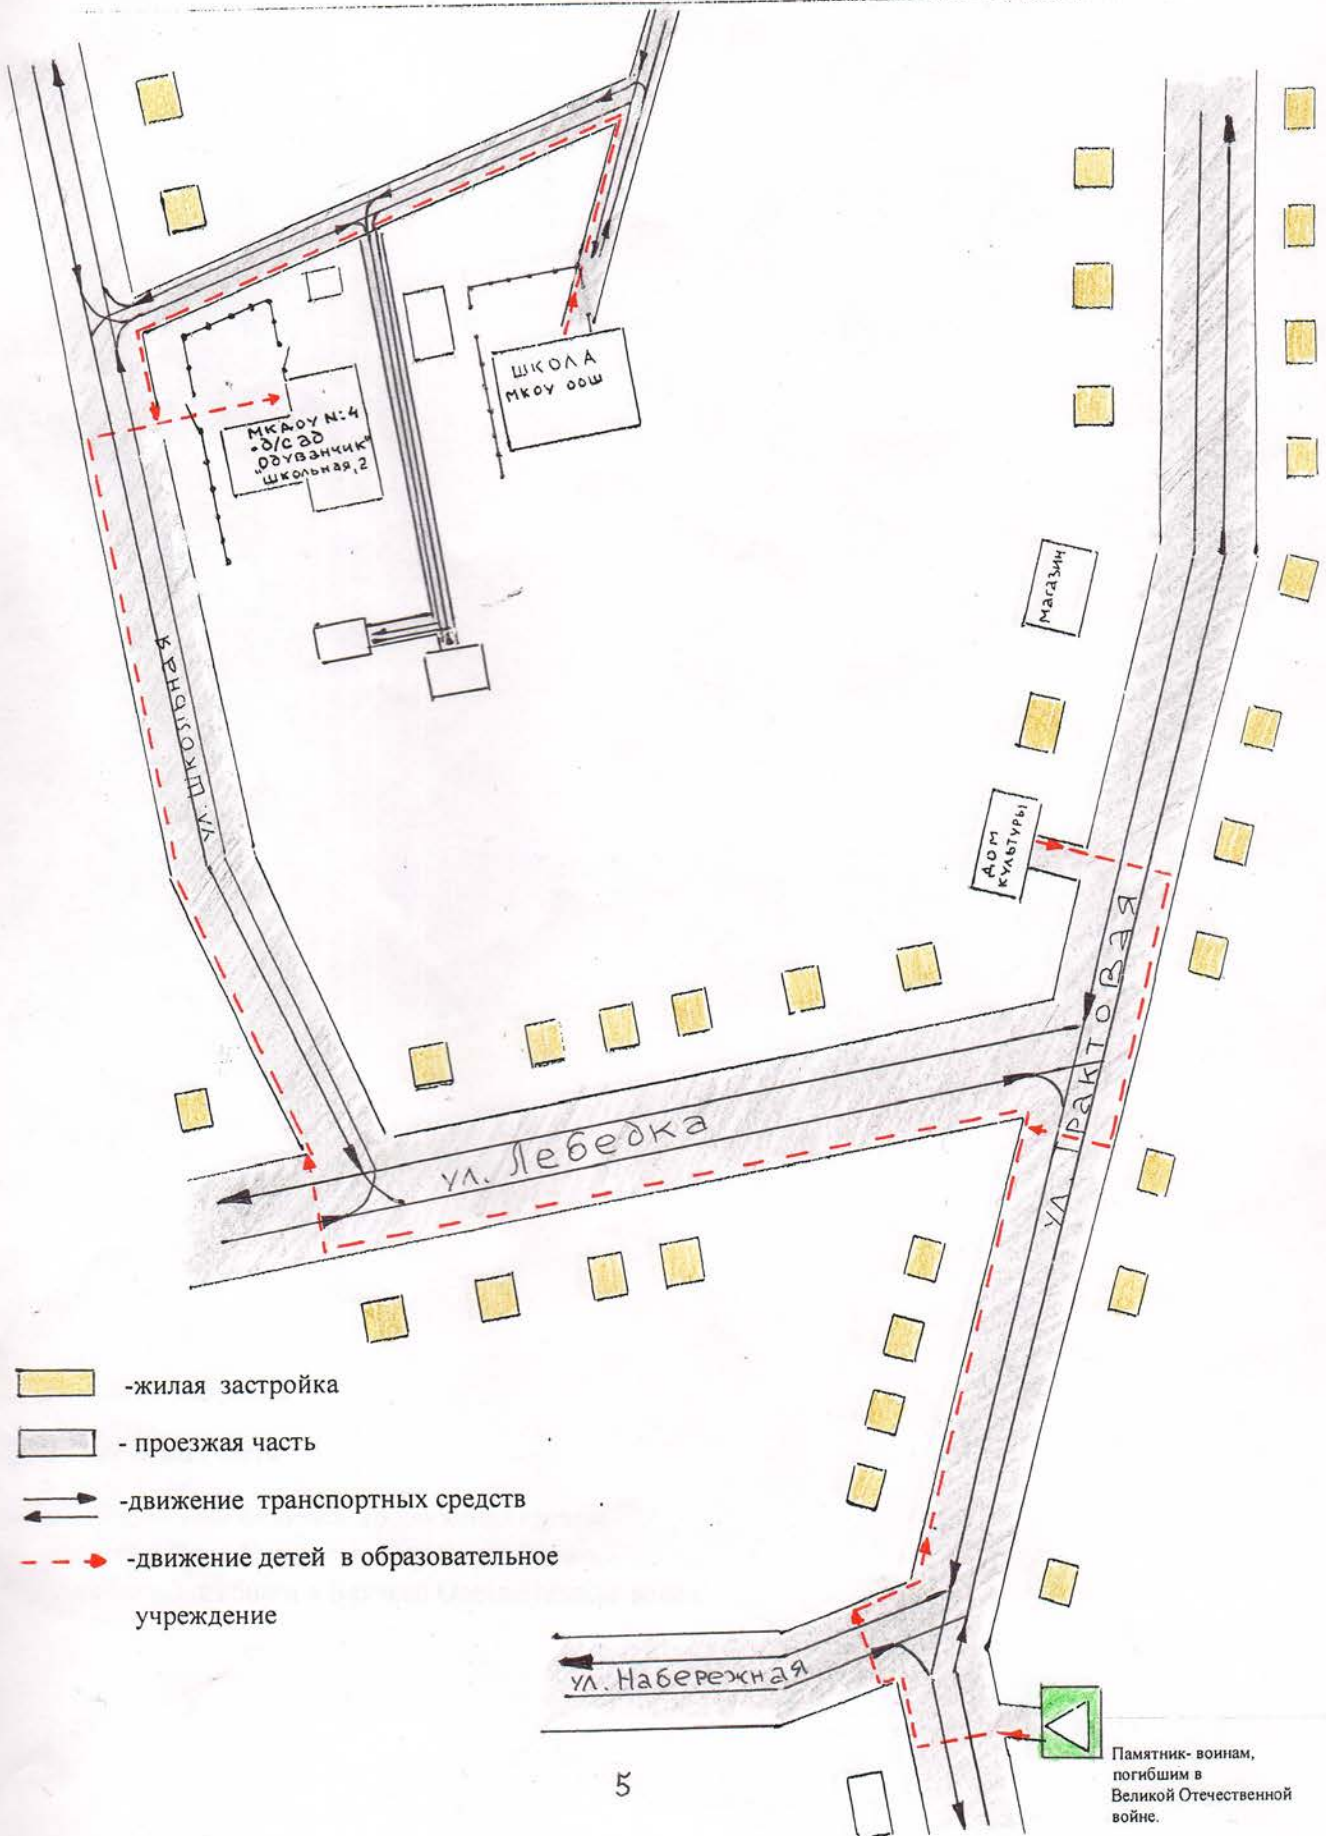 ШКОЛА
МКОУ ООШ
МКДОУ №:4
д/сад
"Одуванчик"
Школьная, 2
магазин
ул. Школьная
ДОМ
КУЛЬТУРЫ
ул. Трактовая
ул. Лебедка
-жилая застройка
- проезжая часть
-движение транспортных средств
-движение детей в образовательное
учреждение
ул. Набережная
Памятник- воинам,
погибшим в
Великой Отечественной
войне.
5